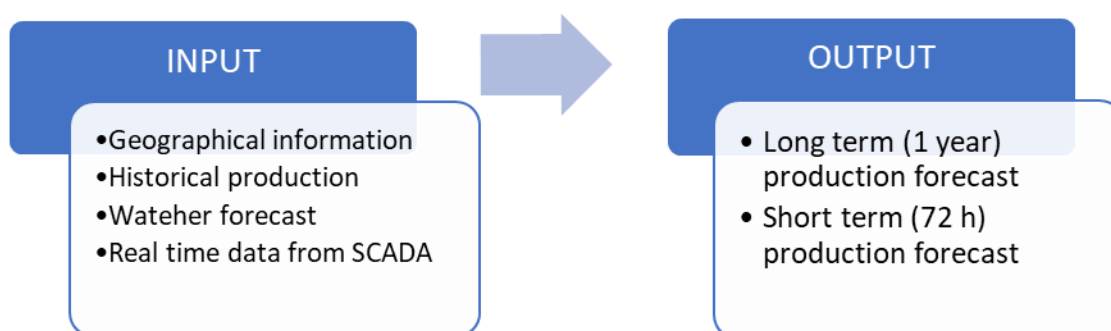 INPUT
•Geographical information
•Historical production
•Wateher forecast
•Real time data from SCADA
OUTPUT
• Long term (1 year)
production forecast
• Short term (72 h)
production forecast